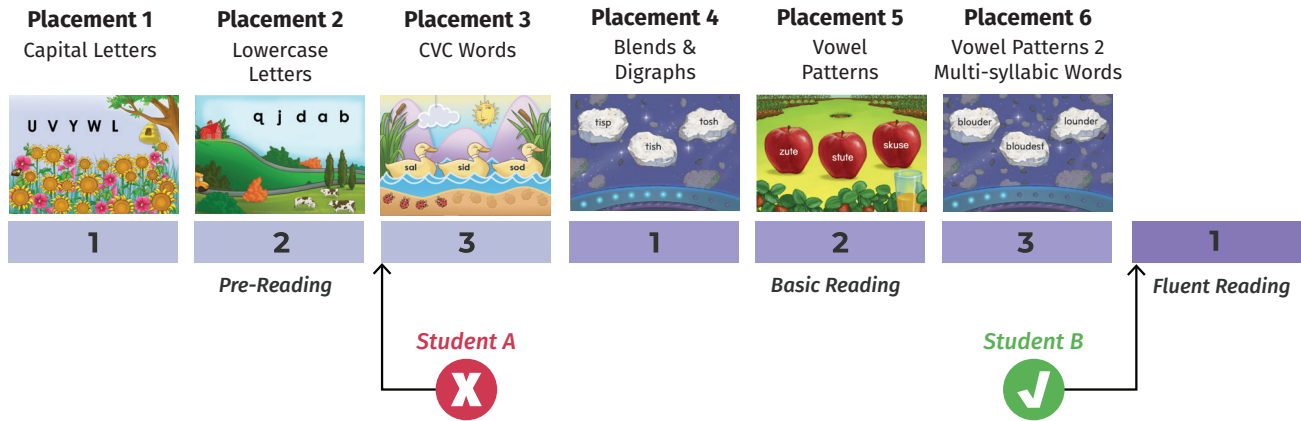 Placement 1
Capital Letters
Placement 2
Lowercase
Letters
Placement 3
CVC Words
Placement 4
Blends &
Digraphs
Placement 5
Vowel
Patterns
Placement 6
Vowel Patterns 2
Multi-syllabic Words
U V Y W L
q j d a b
sal sid sod
tisp tosh
tish
zute stute skuse
blouder lounder
bloudest
1
2
3
1
2
3
1
Pre-Reading
Basic Reading
Fluent Reading
Student A
X
Student B